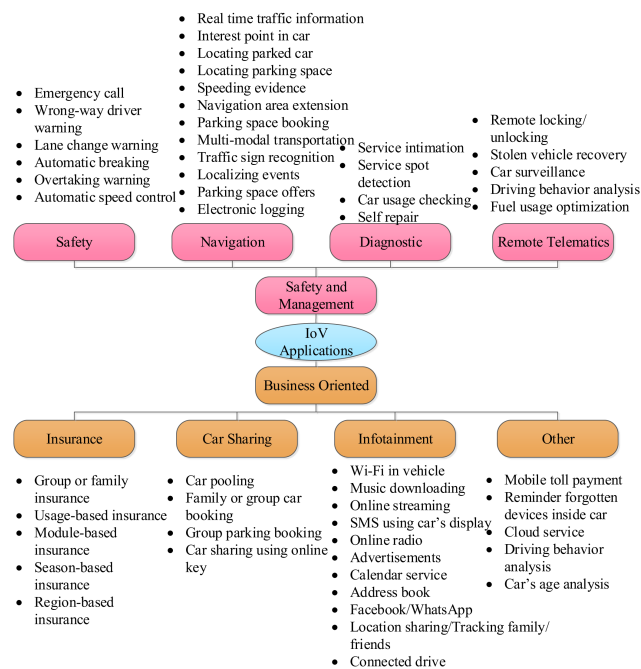 • Emergency call
• Wrong-way driver
warning
• Lane change warning
• Automatic breaking
• Overtaking warning
• Automatic speed control
• Real time traffic information
• Interest point in car
• Locating parked car
• Locating parking space
• Speeding evidence
• Navigation area extension
• Parking space booking
• Multi-modal transportation
• Traffic sign recognition
• Localizing events
• Parking space offers
• Electronic logging
• Service intimation
• Service spot
detection
• Car usage checking
• Self repair
• Remote locking/
unlocking
• Stolen vehicle recovery
• Car surveillance
• Driving behavior analysis
• Fuel usage optimization
Safety
Navigation
Diagnostic
Remote Telematics
Safety and
Management
IoV
Applications
Business Oriented
Insurance
Car Sharing
Infotainment
Other
• Group or family
insurance
• Usage-based insurance
• Module-based
insurance
• Season-based
insurance
• Region-based
insurance
• Car pooling
• Family or group car
booking
• Group parking booking
• Car sharing using online
key
• Wi-Fi in vehicle
• Music downloading
• Online streaming
• SMS using car's display
• Online radio
• Advertisements
• Calendar service
• Address book
• Facebook/WhatsApp
• Location sharing/Tracking family/
friends
• Connected drive
• Mobile toll payment
• Reminder forgotten
devices inside car
• Cloud service
• Driving behavior
analysis
• Car's age analysis